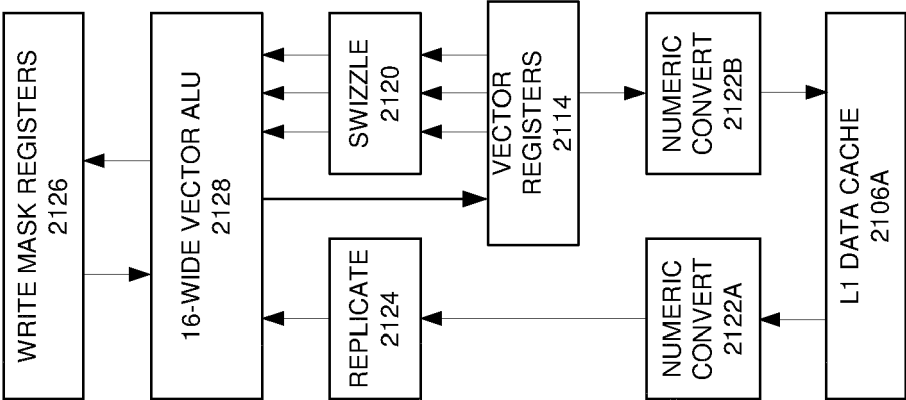 WRITE MASK REGISTERS
2126
16-WIDE VECTOR ALU
2128
SWIZZLE
2120
REPLICATE
2124
VECTOR
REGISTERS
2114
NUMERIC
CONVERT
2122B
NUMERIC
CONVERT
2122A
L1 DATA CACHE
2106A